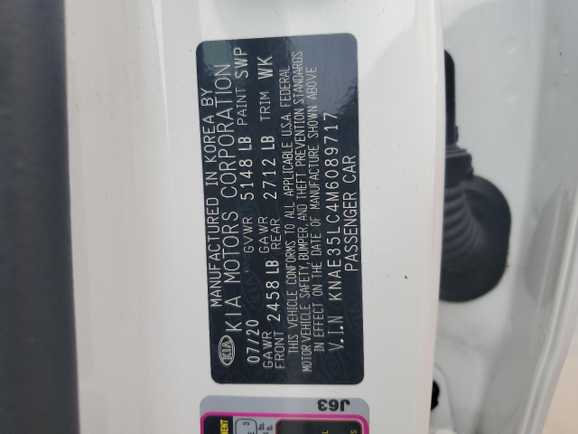 MANUFACTURED IN KOREA BY
KIA KIA MOTORS CORPORATION
07/20 GVWR 5148 LB PAINT SWP
GAWR GAWR TRIM WK
FRONT 2458 LB REAR 2712 LB
THIS VEHICLE CONFORMS TO ALL APPLICABLE U.S.A. FEDERAL
MOTOR VEHICLE SAFETY, BUMPER, AND THEFT PREVENTION STANDARDS
IN EFFECT ON THE DATE OF MANUFACTURE SHOWN ABOVE
V.I.N KNAE35LC4M6089717
PASSENGER CAR
J63